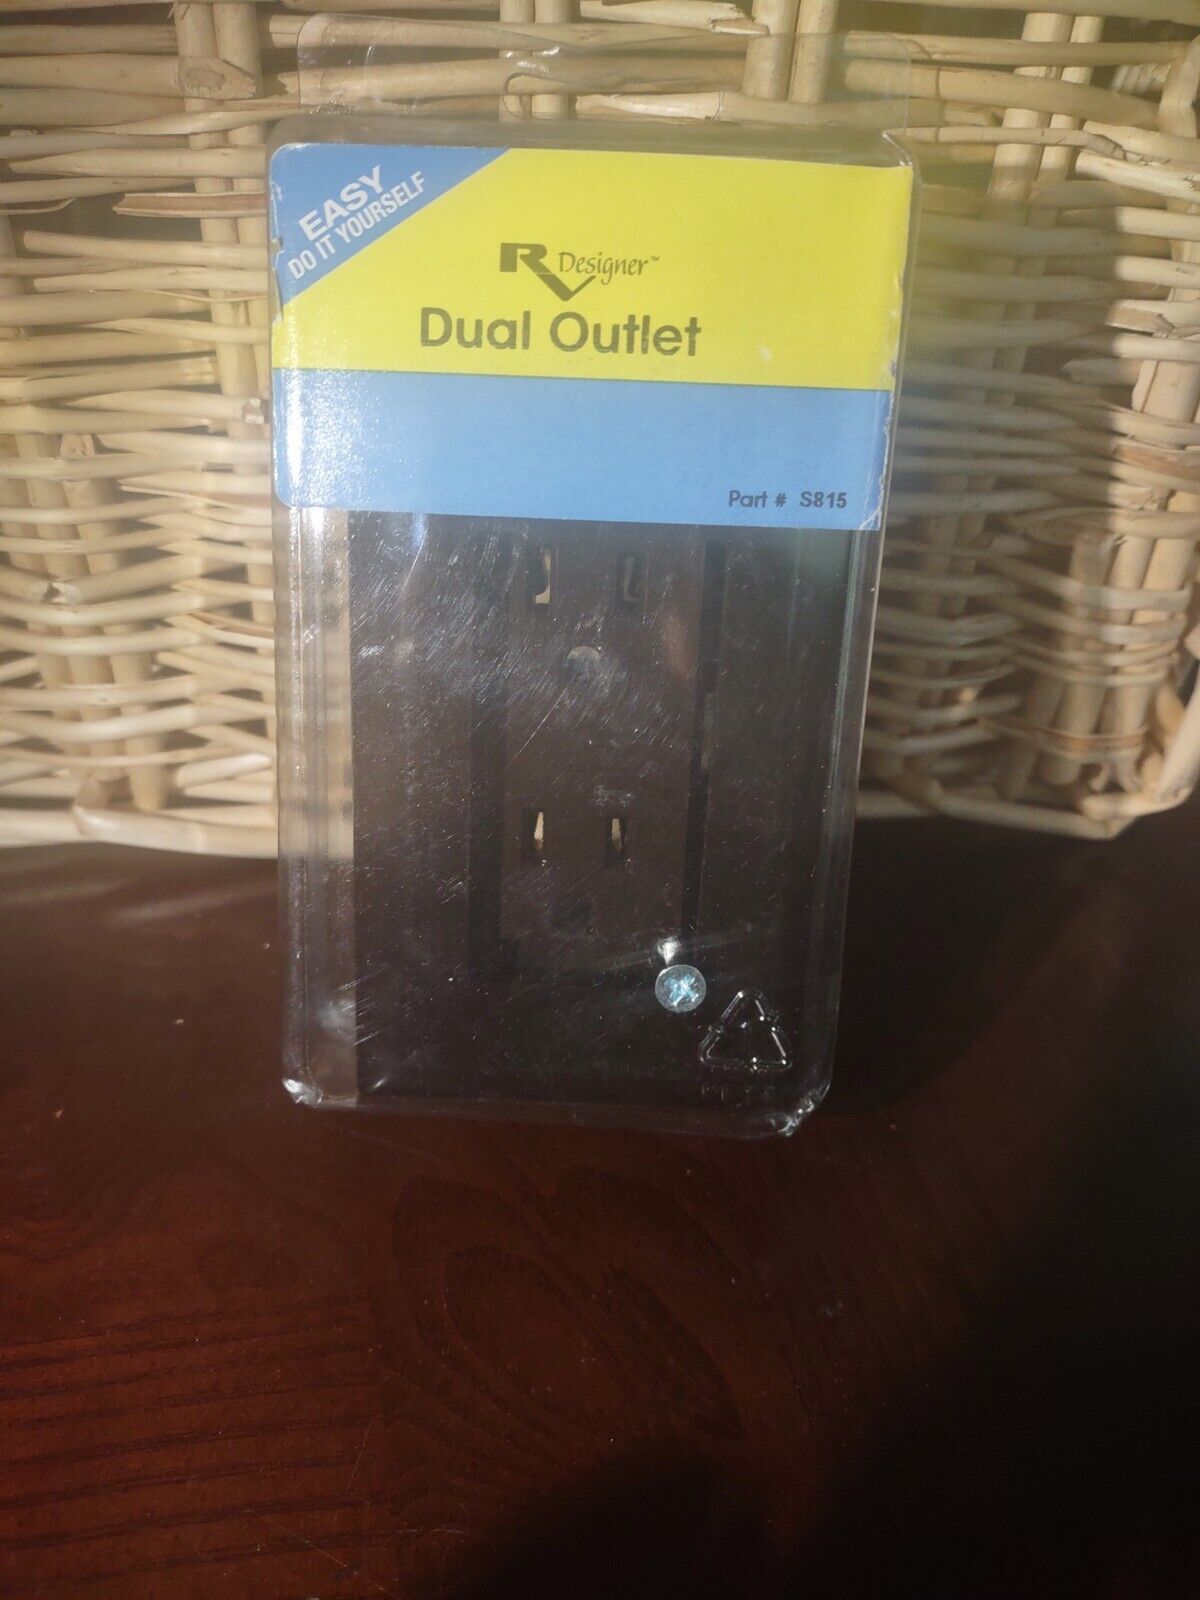 EASY
DO IT YOURSELF
RV Designer™
Dual Outlet
Part # S815